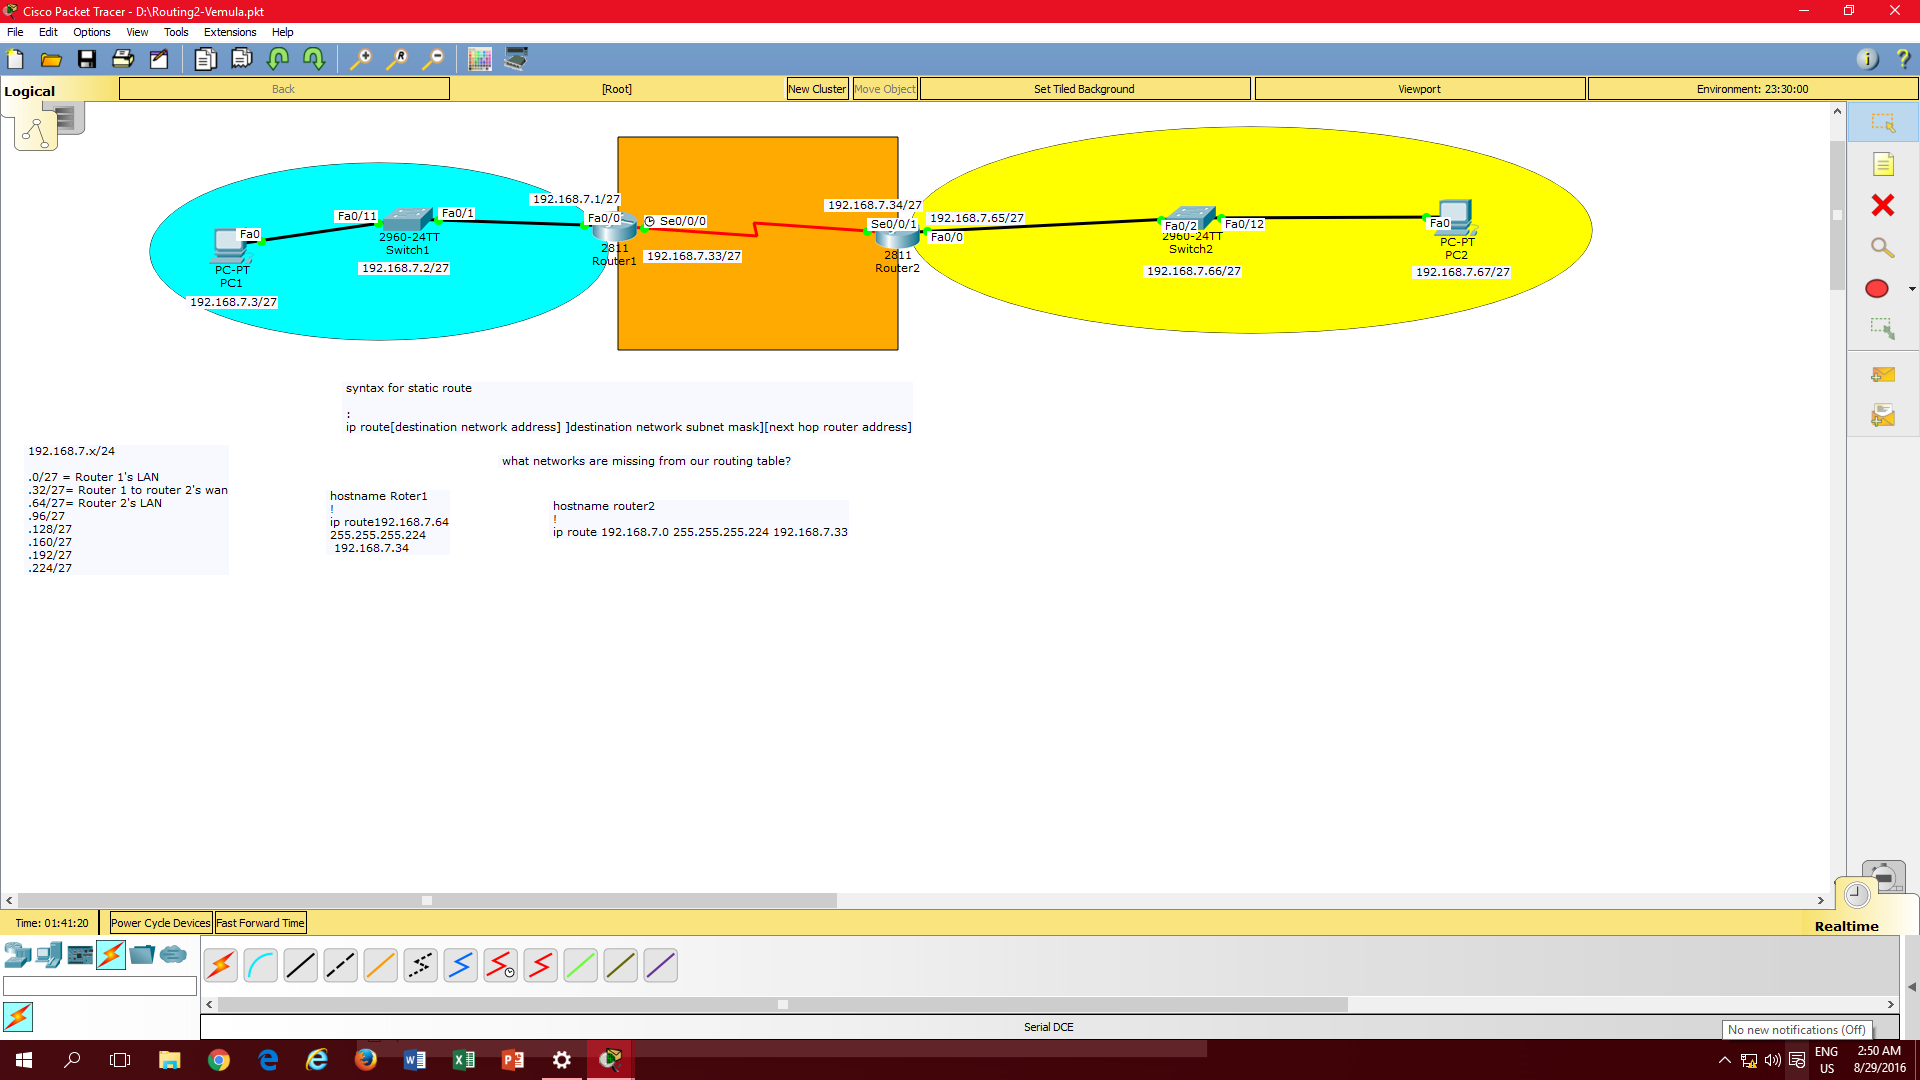 Cisco Packet Tracer - D:\Routing2-Vemula.pkt
File Edit Options View Tools Extensions Help
Logical
Back
[Root]
New Cluster
Move Object
Set Tiled Background
Viewport
Environment: 23:30:00
192.168.7.1/27
192.168.7.34/27
Fa0/11
Fa0/1
Fa0/0
Se0/0/0
Se0/0/1
192.168.7.65/27
Fa0
2960-24TT
Switch1
2811
Router1
192.168.7.33/27
2811
Router2
Fa0/0
Fa0/2
Fa0/12
2960-24TT
Switch2
Fa0
PC-PT
PC2
PC-PT
PC1
192.168.7.2/27
192.168.7.66/27
192.168.7.67/27
192.168.7.3/27
syntax for static route
:
ip route[destination network address] ]destination network subnet mask][next hop router address]
what networks are missing from our routing table?
192.168.7.x/24
.0/27 = Router 1's LAN
.32/27= Router 1 to router 2's wan
.64/27= Router 2's LAN
.96/27
.128/27
.160/27
.192/27
.224/27
hostname Roter1
!
ip route192.168.7.64
255.255.255.224
192.168.7.34
hostname router2
!
ip route 192.168.7.0 255.255.255.224 192.168.7.33
Time: 01:41:20
Power Cycle Devices
Fast Forward Time
Realtime
Serial DCE
No new notifications (Off)
ENG
US
2:50 AM
8/29/2016